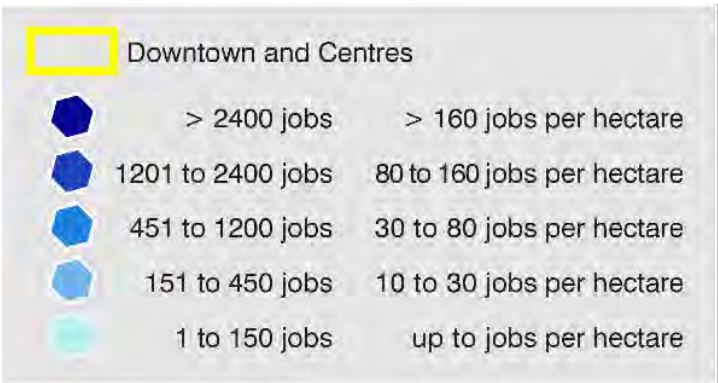 Downtown and Centres
> 2400 jobs > 160 jobs per hectare
1201 to 2400 jobs 80 to 160 jobs per hectare
451 to 1200 jobs 30 to 80 jobs per hectare
151 to 450 jobs 10 to 30 jobs per hectare
1 to 150 jobs up to jobs per hectare